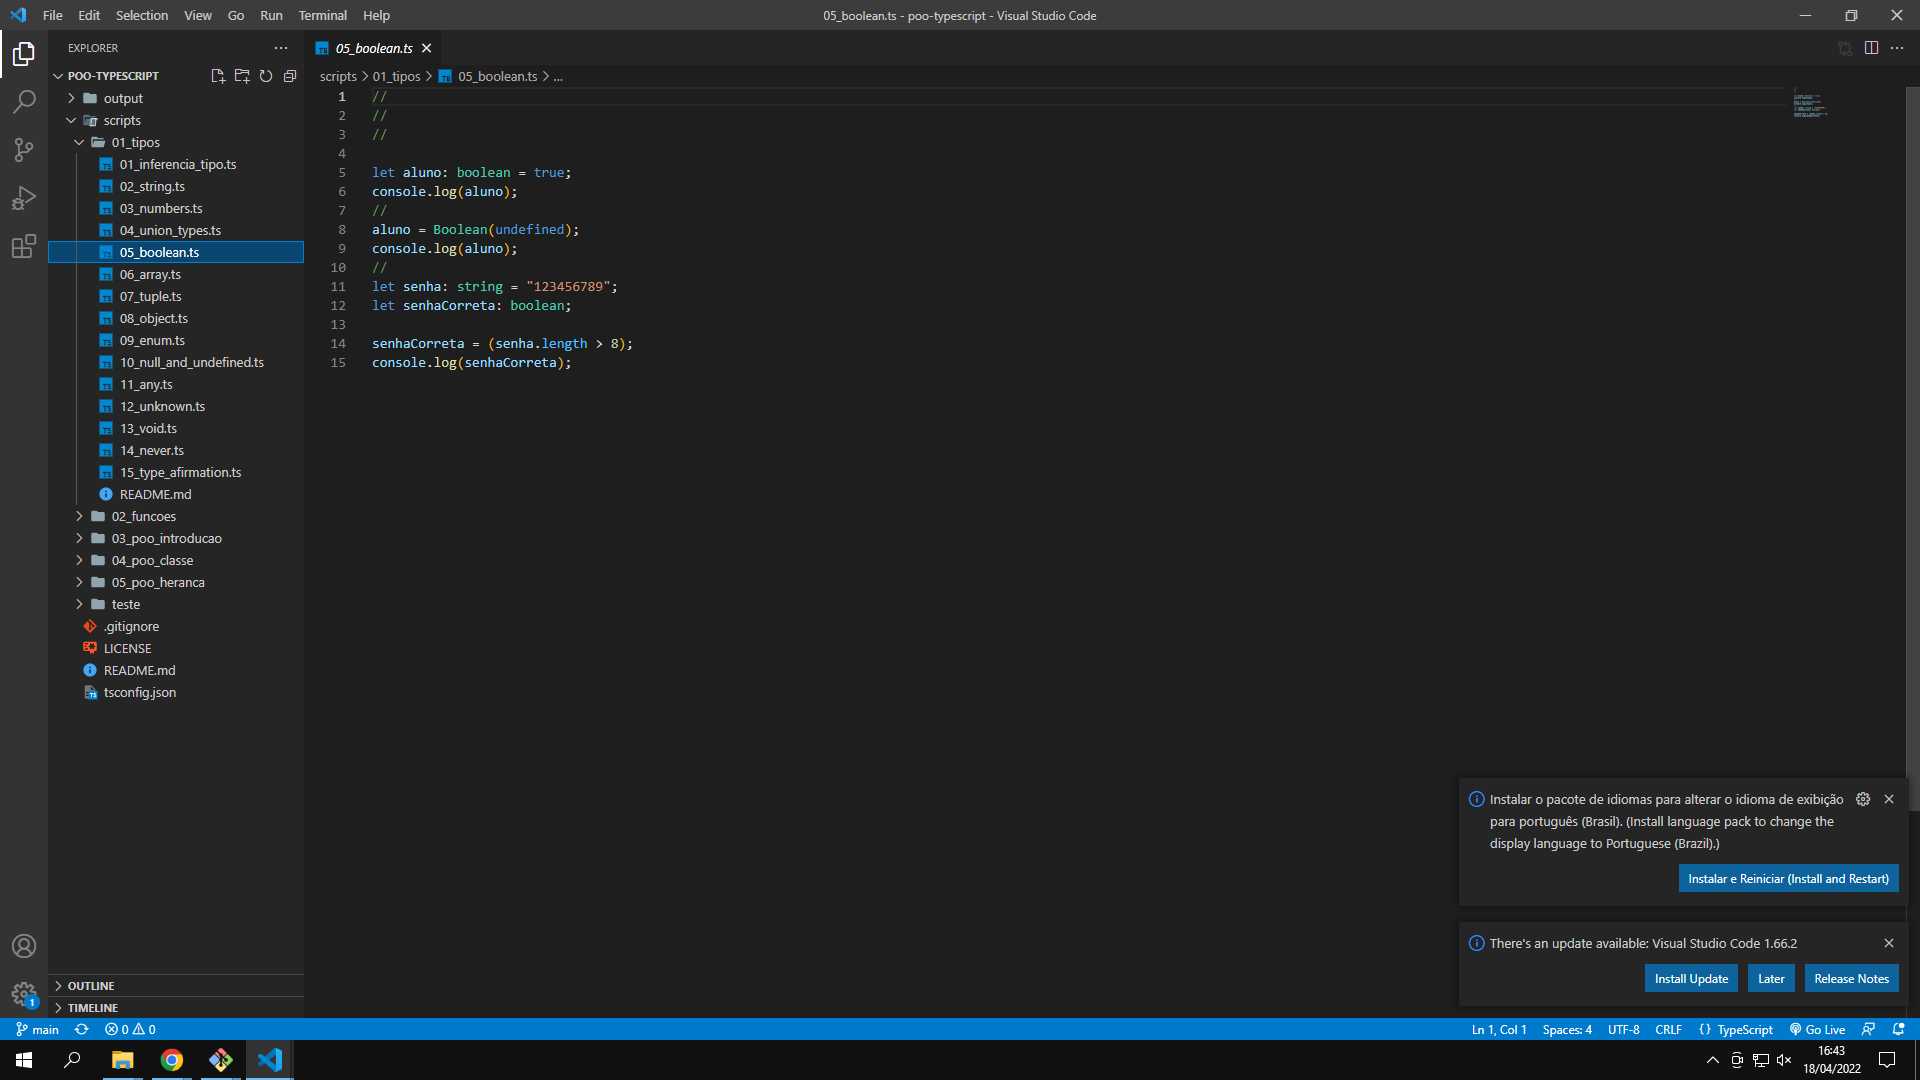 File Edit Selection View Go Run Terminal Help
05_boolean.ts - poo-typescript - Visual Studio Code
EXPLORER
POO-TYPESCRIPT
output
scripts
01_tipos
01_inferencia_tipo.ts
02_string.ts
03_numbers.ts
04_union_types.ts
05_boolean.ts
06_array.ts
07_tuple.ts
08_object.ts
09_enum.ts
10_null_and_undefined.ts
11_any.ts
12_unknown.ts
13_void.ts
14_never.ts
15_type_afirmation.ts
README.md
02_funcoes
03_poo_introducao
04_poo_classe
05_poo_heranca
teste
.gitignore
LICENSE
README.md
tsconfig.json
OUTLINE
TIMELINE
05_boolean.ts
scripts > 01_tipos > 05_boolean.ts > ...
1 //
2 //
3 //
4
5 let aluno: boolean = true;
6 console.log(aluno);
7 //
8 aluno = Boolean(undefined);
9 console.log(aluno);
10 //
11 let senha: string = "123456789";
12 let senhaCorreta: boolean;
13
14 senhaCorreta = (senha.length > 8);
15 console.log(senhaCorreta);
Instalar o pacote de idiomas para alterar o idioma de exibição
para português (Brasil). (Install language pack to change the
display language to Portuguese (Brazil).)
Instalar e Reiniciar (Install and Restart)
There's an update available: Visual Studio Code 1.66.2
Install Update Later Release Notes
1
main 0 0 Ln 1, Col 1 Spaces: 4 UTF-8 CRLF {} TypeScript Go Live
16:43
18/04/2022